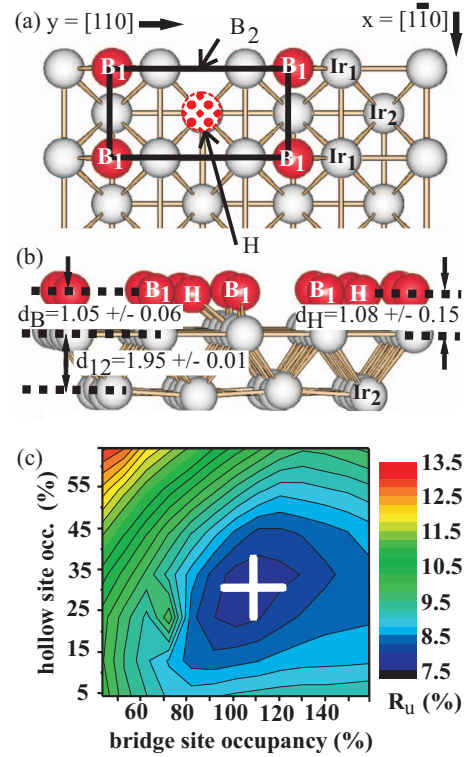 (a) y = [110] B2 x = [1̄10]
B1 B1 Ir1
Ir2
B1 B1 Ir1
H
(b)
B1 H B1 B1 H
dB=1.05 +/- 0.06 dH=1.08 +/- 0.15
d12=1.95 +/- 0.01
Ir2
(c)
hollow site occ. (%)
55
45
35
25
15
5
60 80 100 120 140
bridge site occupancy (%)
13.5
12.5
11.5
10.5
9.5
8.5
7.5
Ru (%)